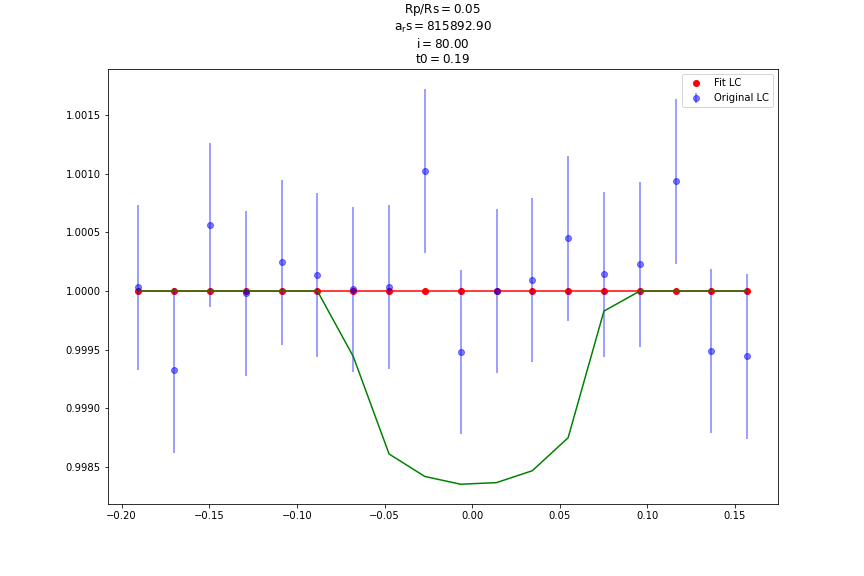 Rp/Rs = 0.05
a_rs = 815892.90
i = 80.00
t0 = 0.19
Fit LC
Original LC
1.0015
1.0010
1.0005
1.0000
0.9995
0.9990
0.9985
−0.20 −0.15 −0.10 −0.05 0.00 0.05 0.10 0.15